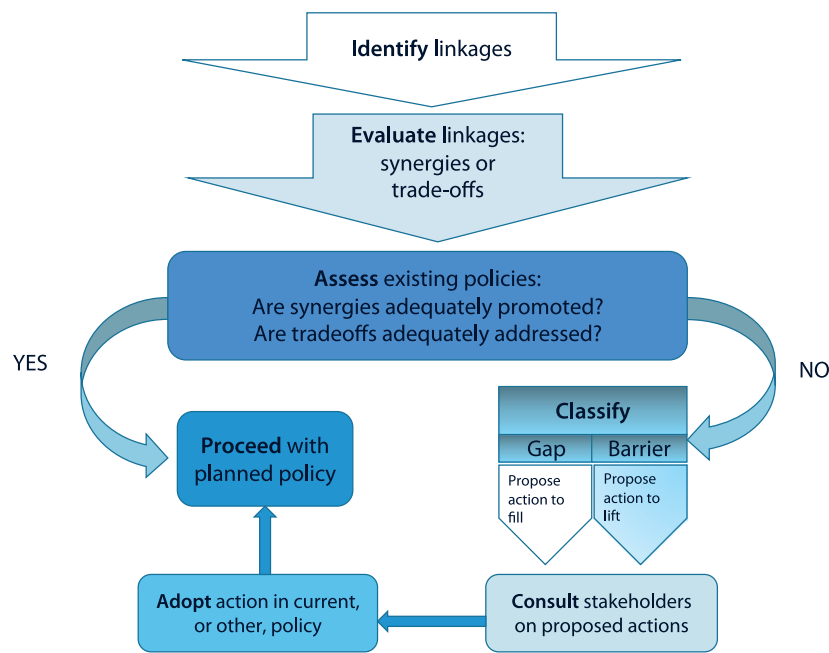 Identify linkages
Evaluate linkages:
synergies or
trade-offs
Assess existing policies:
Are synergies adequately promoted?
Are tradeoffs adequately addressed?
YES
NO
Classify
Gap
Barrier
Propose
action to
fill
Propose
action to
lift
Proceed with
planned policy
Adopt action in current,
or other, policy
Consult stakeholders
on proposed actions